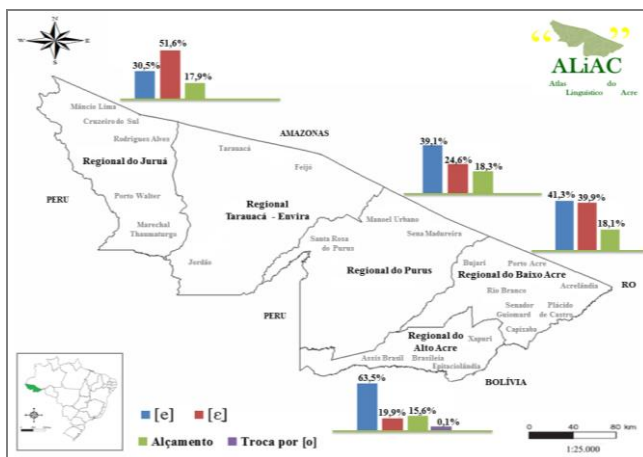 N
S
“ ”
ALiAC
Atlas do
Linguístico Acre
51,6%
30,5%
17,9%
Mâncio Lima
Cruzeiro do Sul
Rodrigues Alves
AMAZONAS
Tarauacá
Feijó
39,1%
24,6%
18,3%
Regional do Juruá
PERU
Porto Walter
Marechal
Thaumaturgo
Regional
Tarauacá - Envira
Jordão
Manoel Urbano
Santa Rosa
do Purus
Sena Madureira
41,3%
39,9%
18,1%
Regional do Purus
Bujari
Porto Acre
Regional do Baixo Acre
Acrelândia
RO
Rio Branco
Senador
Guiomard
Plácido
de Castro
Capixaba
PERU
Regional do
Alto Acre
Xapuri
Assis Brasil
Brasileia
Epitaciolândia
BOLÍVIA
63,5%
19,9%
15,6%
0,1%
[e]
[ɛ]
Alçamento
Troca por [o]
0 40 80 km
1:25.000